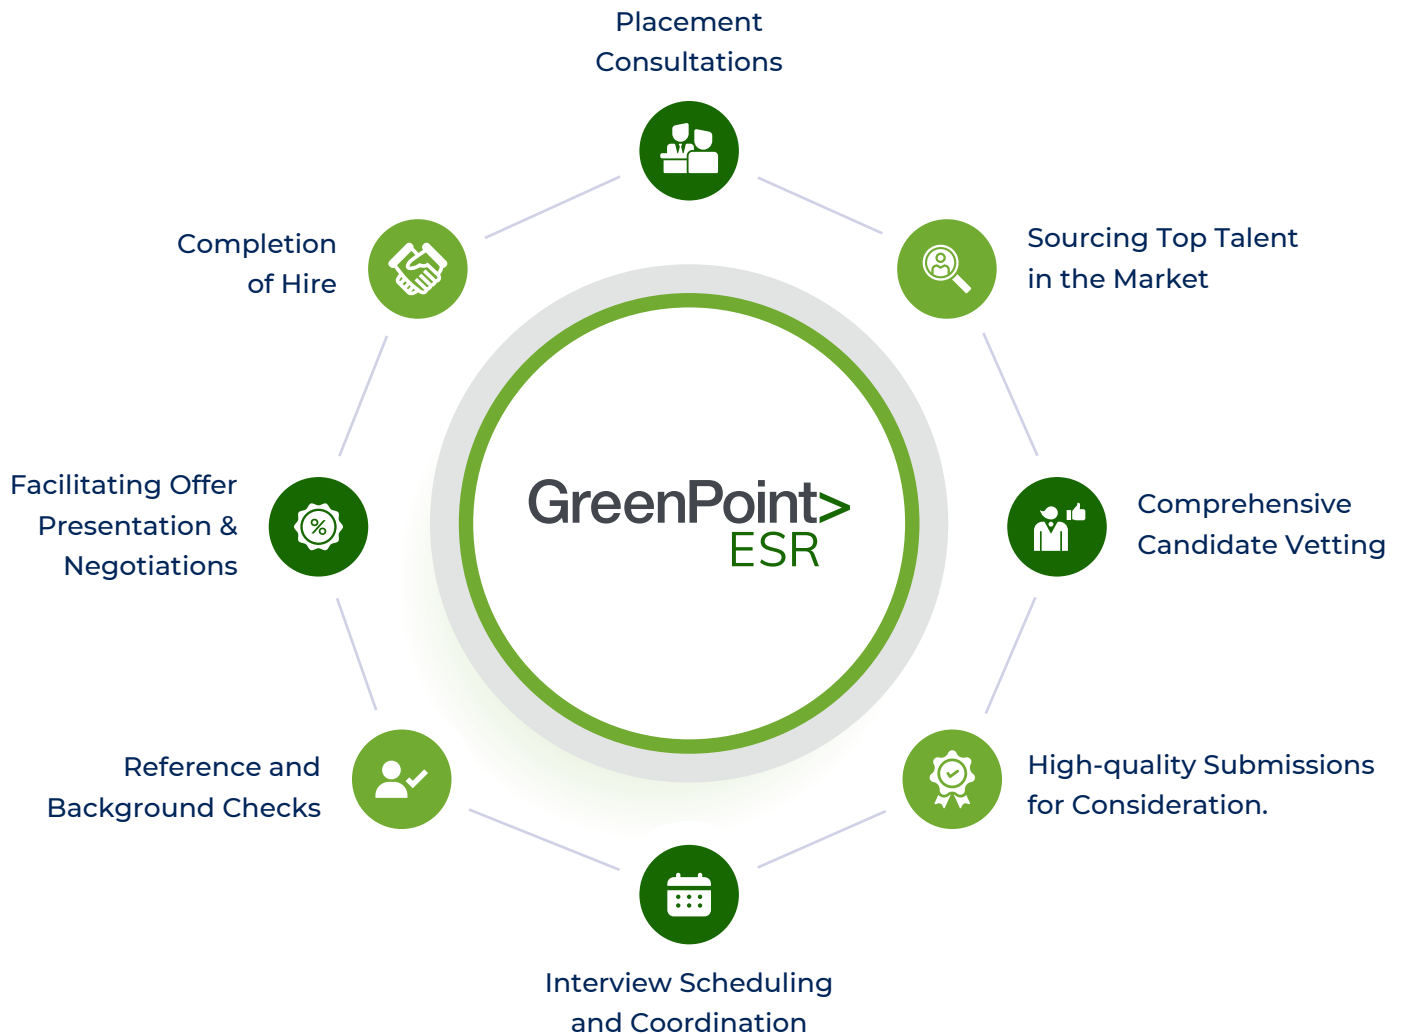 Placement
Consultations
Sourcing Top Talent
in the Market
Comprehensive
Candidate Vetting
High-quality Submissions
for Consideration.
Interview Scheduling
and Coordination
Reference and
Background Checks
Facilitating Offer
Presentation &
Negotiations
%
Completion
of Hire
GreenPoint>
ESR